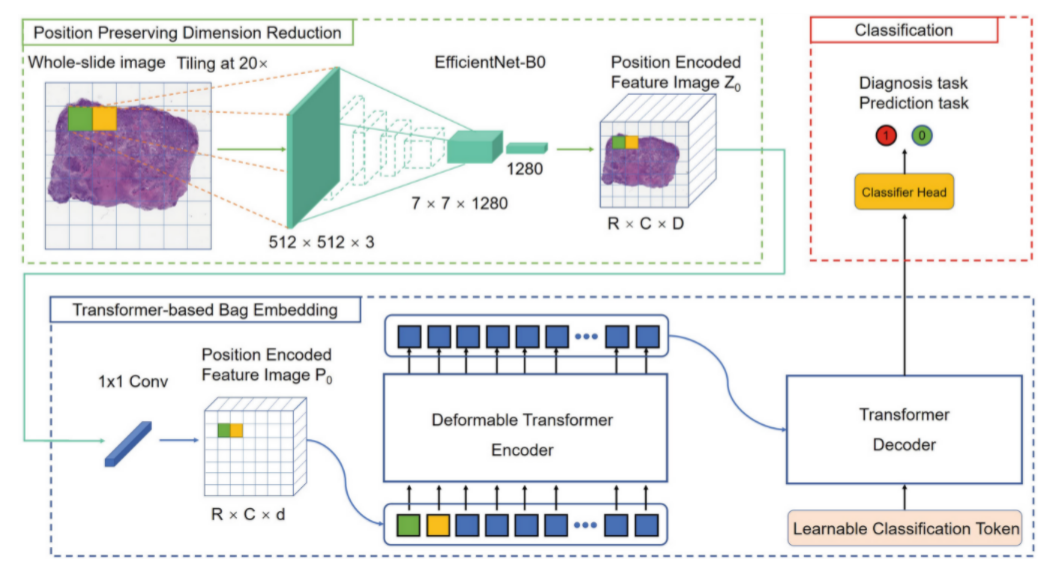 Position Preserving Dimension Reduction
Whole-slide image
Tiling at 20×
EfficientNet-B0
Position Encoded
Feature Image Z₀
1280
7 × 7 × 1280
512 × 512 × 3
R × C × D
Classification
Diagnosis task
Prediction task
1
0
Classifier Head
Transformer-based Bag Embedding
1x1 Conv
Position Encoded
Feature Image P₀
R × C × d
Deformable Transformer
Encoder
Transformer
Decoder
Learnable Classification Token